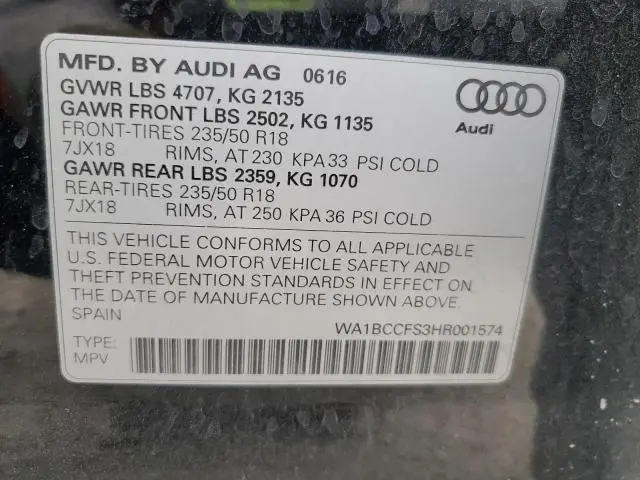 MFD. BY AUDI AG 0616
GVWR LBS 4707, KG 2135
GAWR FRONT LBS 2502, KG 1135
FRONT-TIRES 235/50 R18
7JX18 RIMS, AT 230 KPA 33 PSI COLD
GAWR REAR LBS 2359, KG 1070
REAR-TIRES 235/50 R18
7JX18 RIMS, AT 250 KPA 36 PSI COLD
Audi
THIS VEHICLE CONFORMS TO ALL APPLICABLE
U.S. FEDERAL MOTOR VEHICLE SAFETY AND
THEFT PREVENTION STANDARDS IN EFFECT ON
THE DATE OF MANUFACTURE SHOWN ABOVE.
SPAIN
WA1BCCFS3HR001574
TYPE:
MPV